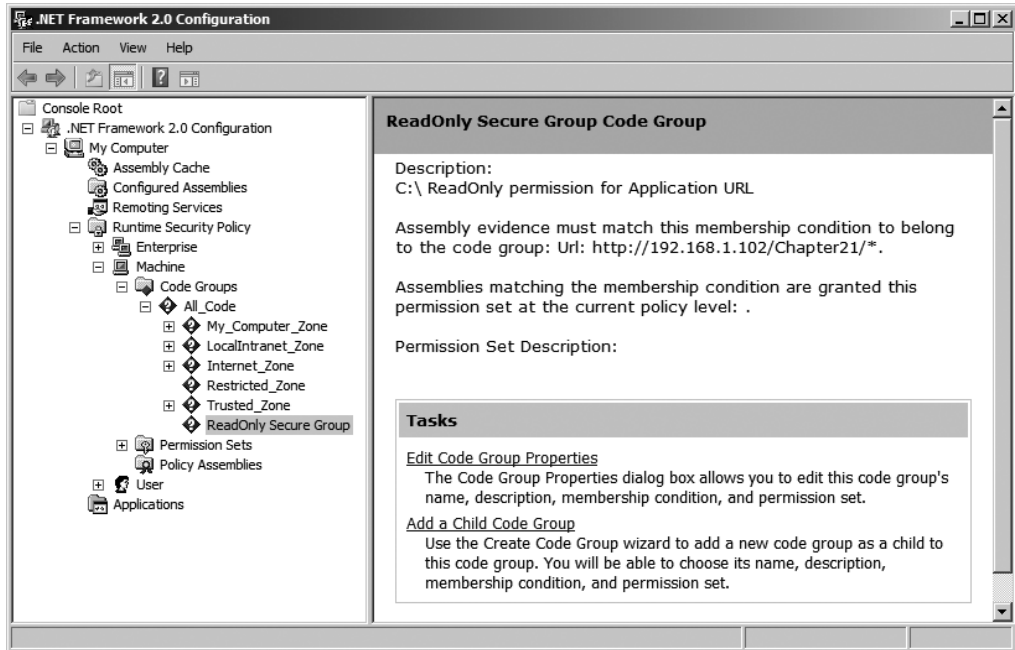 .NET Framework 2.0 Configuration
File Action View Help
Console Root
.NET Framework 2.0 Configuration
My Computer
Assembly Cache
Configured Assemblies
Remoting Services
Runtime Security Policy
Enterprise
Machine
Code Groups
All_Code
My_Computer_Zone
LocalIntranet_Zone
Internet_Zone
Restricted_Zone
Trusted_Zone
ReadOnly Secure Group
Permission Sets
Policy Assemblies
User
Applications
ReadOnly Secure Group Code Group
Description:
C:\ ReadOnly permission for Application URL
Assembly evidence must match this membership condition to belong
to the code group: Url: http://192.168.1.102/Chapter21/*.
Assemblies matching the membership condition are granted this
permission set at the current policy level: .
Permission Set Description:
Tasks
Edit Code Group Properties
The Code Group Properties dialog box allows you to edit this code group's
name, description, membership condition, and permission set.
Add a Child Code Group
Use the Create Code Group wizard to add a new code group as a child to
this code group. You will be able to choose its name, description,
membership condition, and permission set.